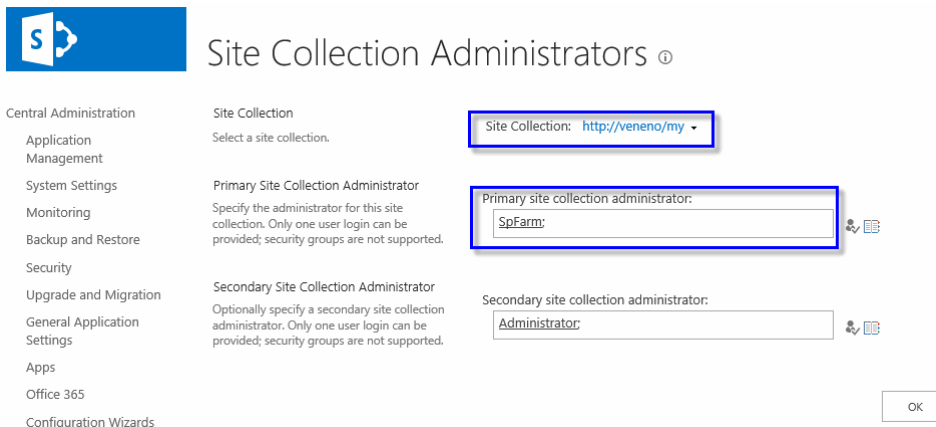 S
Site Collection Administrators
Central Administration
Application
Management
System Settings
Monitoring
Backup and Restore
Security
Upgrade and Migration
General Application
Settings
Apps
Office 365
Configuration Wizards
Site Collection
Select a site collection.
Site Collection: http://veneno/my
Primary Site Collection Administrator
Specify the administrator for this site
collection. Only one user login can be
provided; security groups are not supported.
Primary site collection administrator:
SpFarm;
Secondary Site Collection Administrator
Optionally specify a secondary site collection
administrator. Only one user login can be
provided; security groups are not supported.
Secondary site collection administrator:
Administrator;
OK